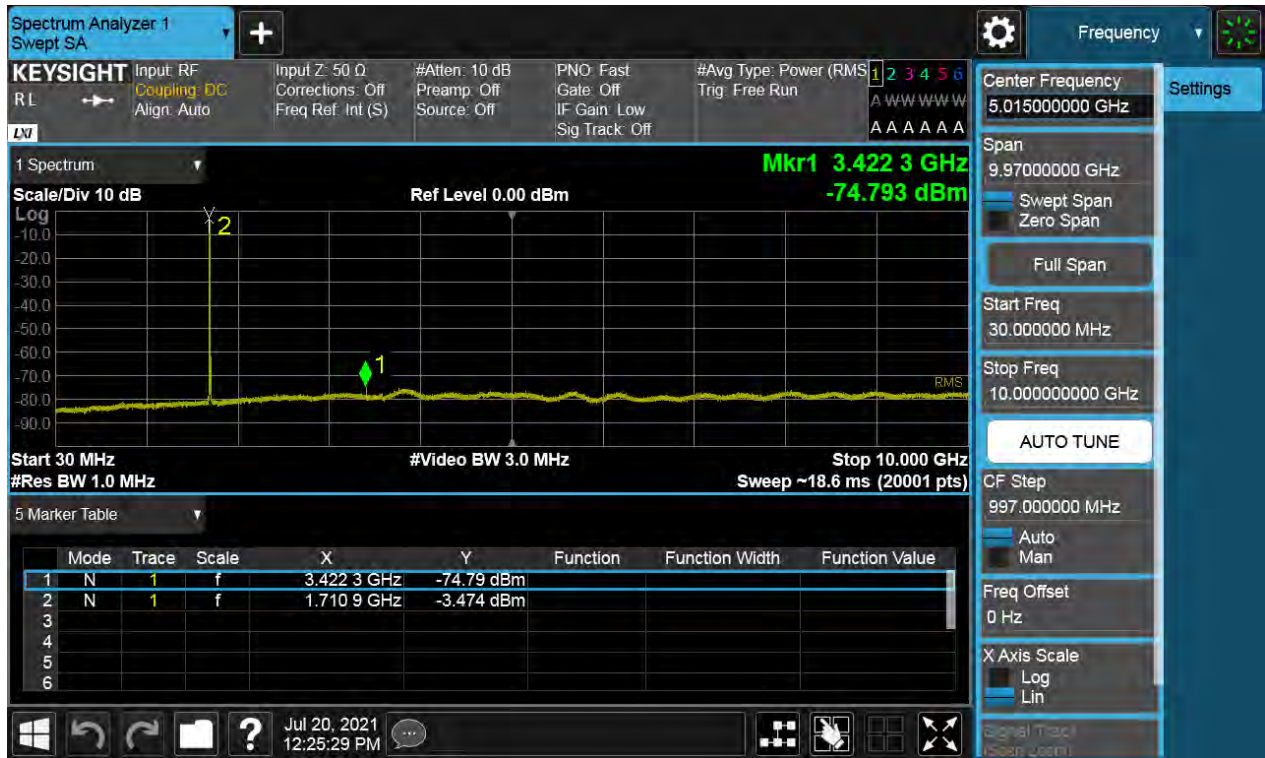 Spectrum Analyzer 1
Swept SA
+
Frequency
KEYSIGHT
RL
LXI
Input: RF
Coupling: DC
Align: Auto
Input Z: 50 Ω
Corrections: Off
Freq Ref: Int (S)
#Atten: 10 dB
Preamp: Off
Source: Off
PNO: Fast
Gate: Off
IF Gain: Low
Sig Track: Off
#Avg Type: Power (RMS
Trig: Free Run
1 2 3 4 5 6
A W W W W W
A A A A A A
1 Spectrum
Mkr1 3.422 3 GHz
Scale/Div 10 dB
Ref Level 0.00 dBm
-74.793 dBm
Log
-10.0
-20.0
-30.0
-40.0
-50.0
-60.0
-70.0
-80.0
-90.0
2
1
RMS
Start 30 MHz
#Video BW 3.0 MHz
Stop 10.000 GHz
#Res BW 1.0 MHz
Sweep ~18.6 ms (20001 pts)
5 Marker Table
Mode Trace Scale X Y Function Function Width Function Value
1 N 1 f 3.422 3 GHz -74.79 dBm
2 N 1 f 1.710 9 GHz -3.474 dBm
3
4
5
6
?
Jul 20, 2021
12:25:29 PM
Center Frequency
5.015000000 GHz
Settings
Span
9.97000000 GHz
Swept Span
Zero Span
Full Span
Start Freq
30.000000 MHz
Stop Freq
10.000000000 GHz
AUTO TUNE
CF Step
997.000000 MHz
Auto
Man
Freq Offset
0 Hz
X Axis Scale
Log
Lin
Signal Track
(Span Zoom)